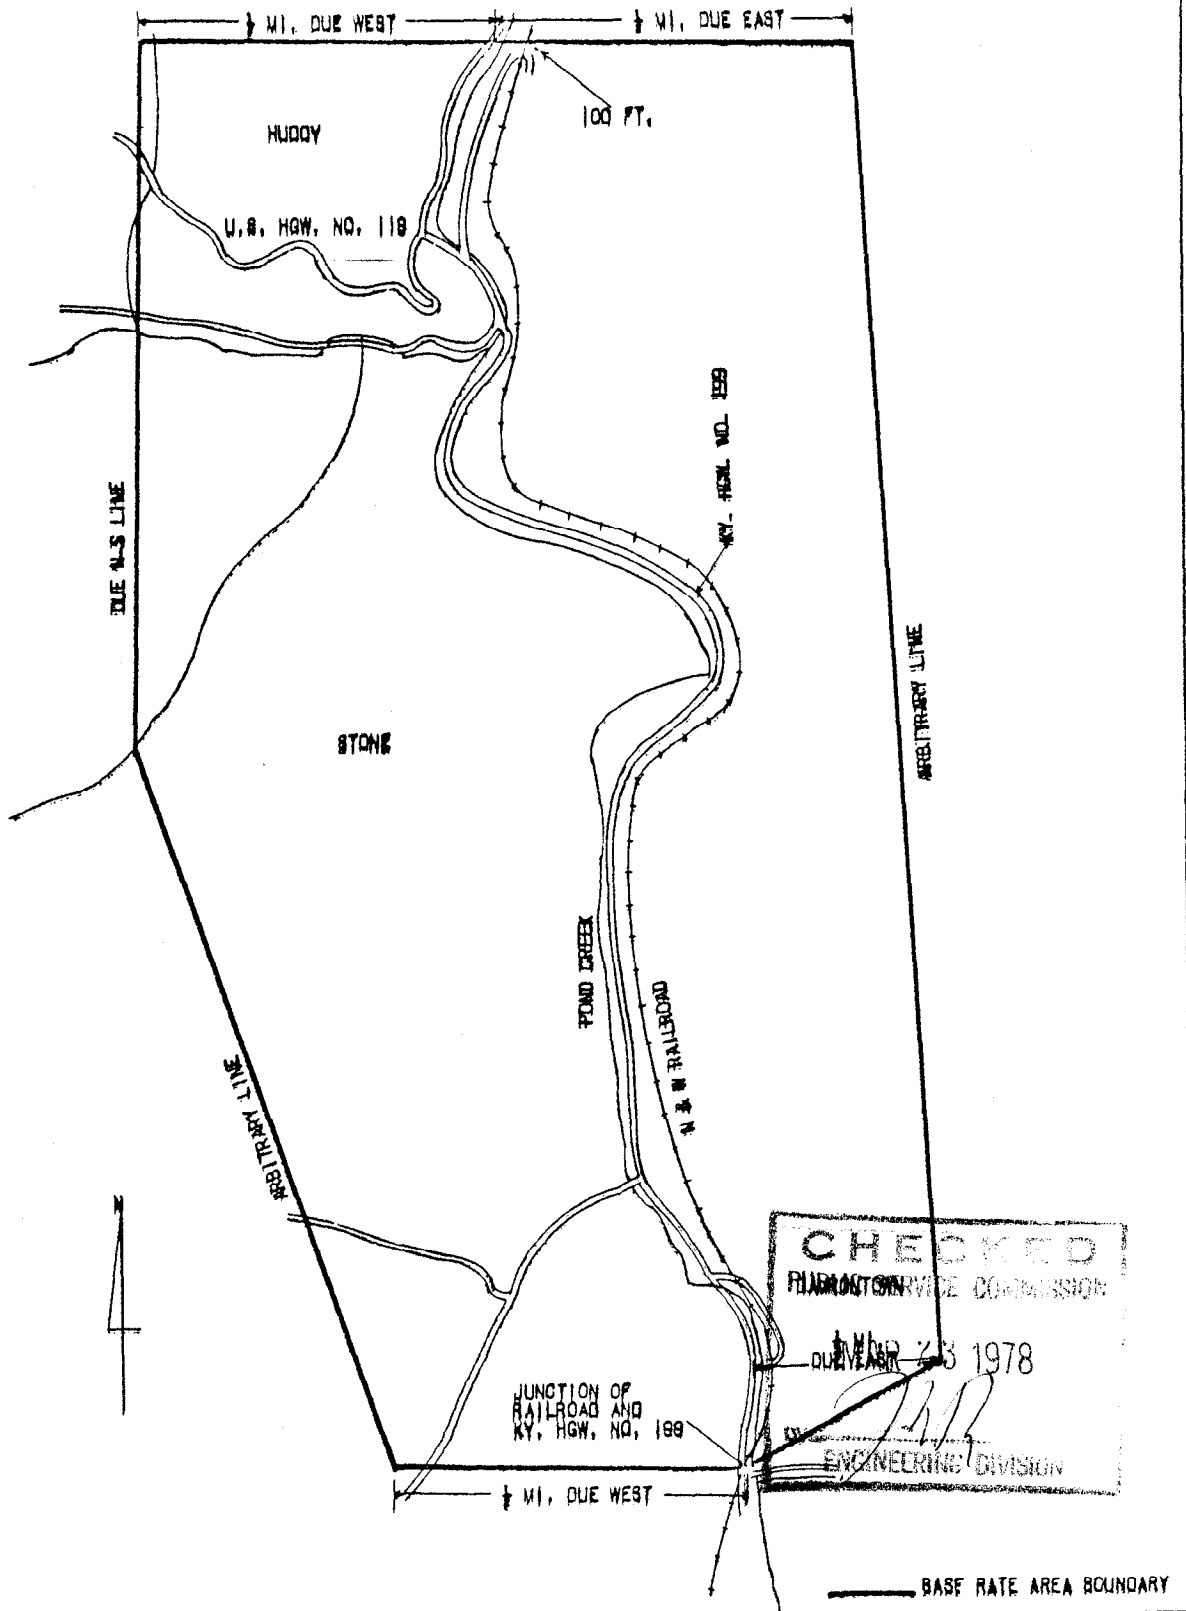 ½ MI. DUE WEST
½ MI. DUE EAST
100 FT.
HUDDY
U.S. HGW. NO. 119
KY. HGW. NO. 199
DUE N-S LINE
ARBITRARY LINE
STONE
POND CREEK
N & W RAILROAD
ARBITRARY LINE
N
CHECKED
PUBLIC SERVICE COMMISSION
1978
DUE EAST
ENGINEERING DIVISION
JUNCTION OF
RAILROAD AND
KY. HGW. NO. 199
½ MI. DUE WEST
BASE RATE AREA BOUNDARY